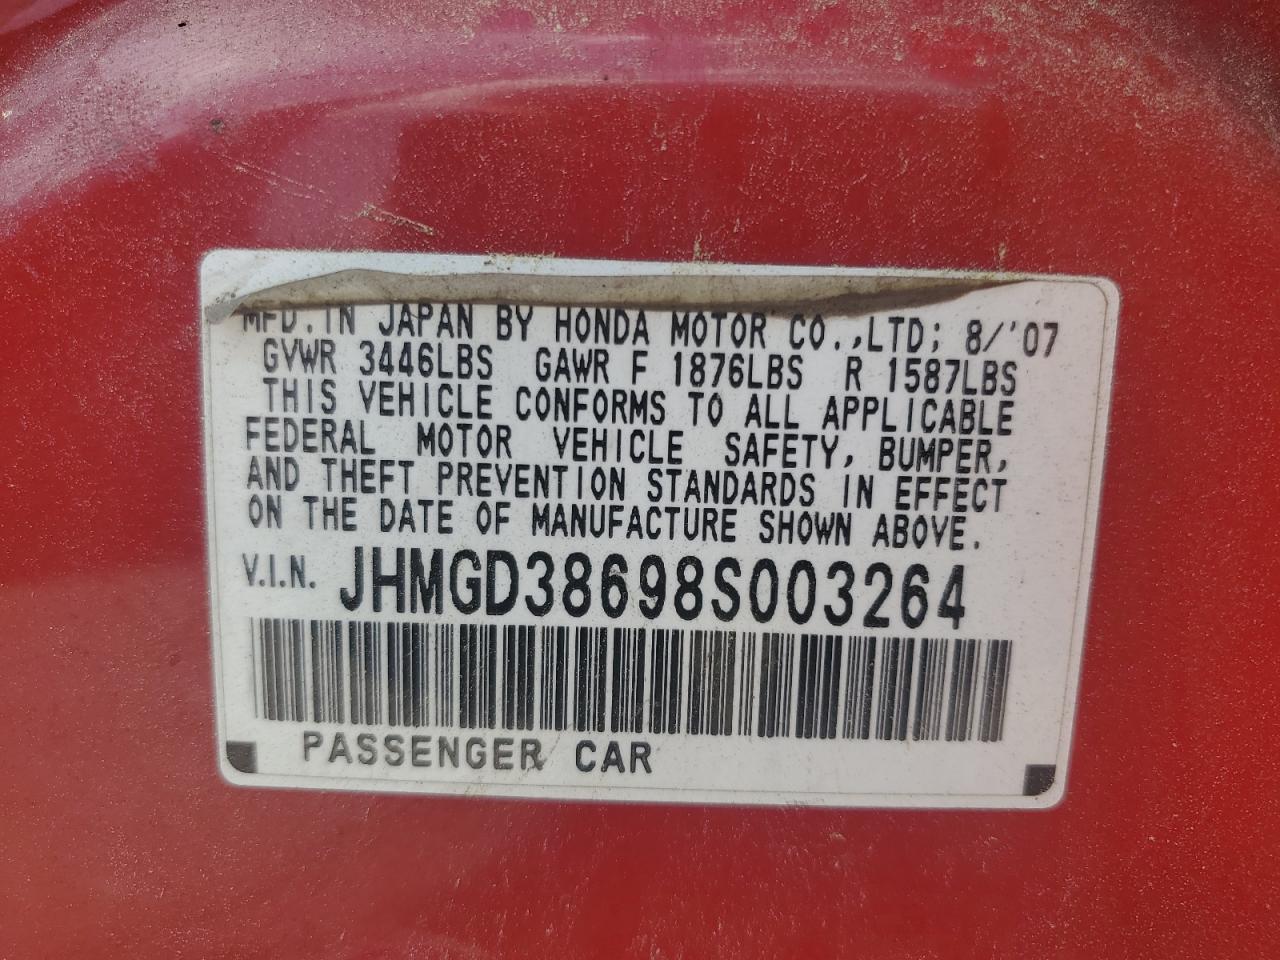 MFD. IN JAPAN BY HONDA MOTOR CO.,LTD; 8/'07
GVWR 3446LBS GAWR F 1876LBS R 1587LBS
THIS VEHICLE CONFORMS TO ALL APPLICABLE
FEDERAL MOTOR VEHICLE SAFETY, BUMPER,
AND THEFT PREVENTION STANDARDS IN EFFECT
ON THE DATE OF MANUFACTURE SHOWN ABOVE.
V.I.N. JHMGD38698S003264
PASSENGER CAR